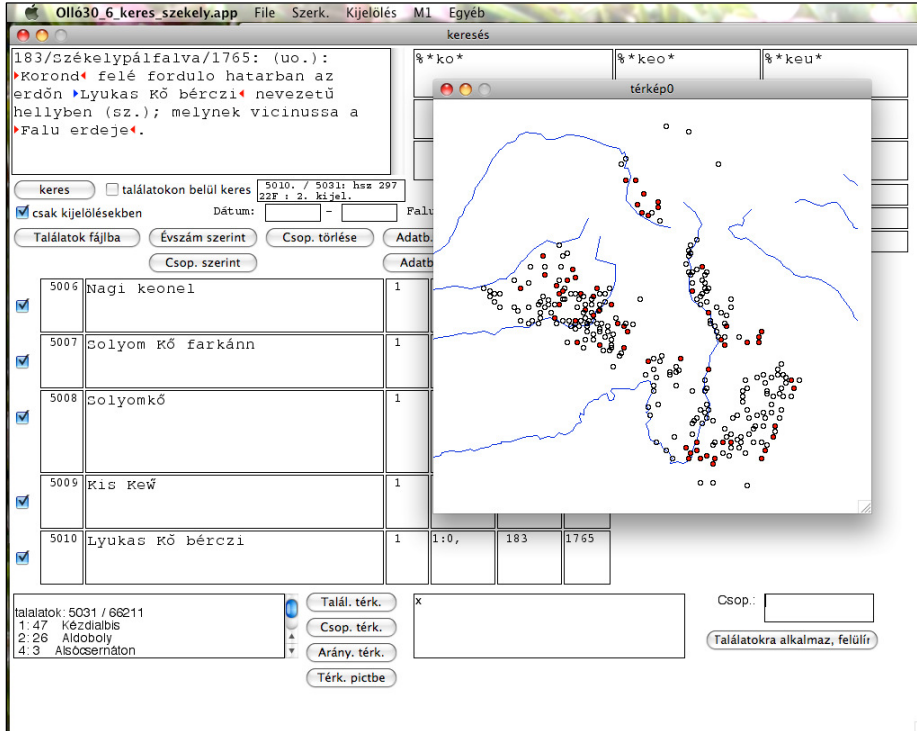 Olló30_6_keres_szekely.app File Szerk. Kijelölés M1 Egyéb
keresés
183/Székelypálfalva/1765: (uo.):
Korond felé fordulo hatarban az
erdőn Lyukas Kő bérczi nevezetű
hellyben (sz.); melynek vicinussa a
Falu erdeje.
%*ko* %*keo* %*keu*
térkép0
keres találatokon belül keres 5010. / 5031: hsz 297
22F : 2. kijel.
csak kijelölésekben Dátum: - Falu
Találatok fájlba Évszám szerint Csop. törlése Adatb.
Csop. szerint Adatb
5006 Nagi keonel 1
5007 Solyom Kő farkánn 1
5008 Solyomkő 1
5009 Kis Kew̋ 1
5010 Lyukas Kő bérczi 1 1:0, 183 1765
talalatok: 5031 / 66211
1: 47 Kézdialbis
2: 26 Aldoboly
4: 3 Alsócsernáton
Talál. térk.
Csop. térk.
Arány. térk.
Térk. pictbe
x
Csop.:
Találatokra alkalmaz, felülír